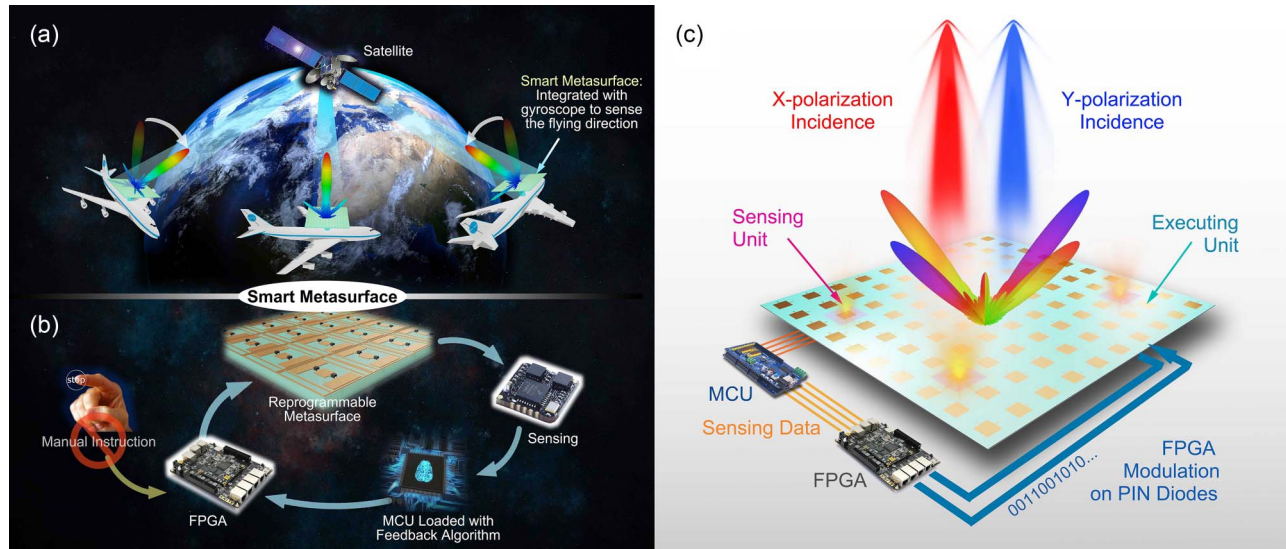 (a)
Satellite
Smart Metasurface:
Integrated with
gyroscope to sense
the flying direction
Smart Metasurface
(b)
stop
Manual Instruction
Reprogrammable
Metasurface
Sensing
FPGA
MCU Loaded with
Feedback Algorithm
(c)
X-polarization
Incidence
Y-polarization
Incidence
Sensing
Unit
Executing
Unit
MCU
Sensing Data
FPGA
0011001010...
FPGA
Modulation
on PIN Diodes